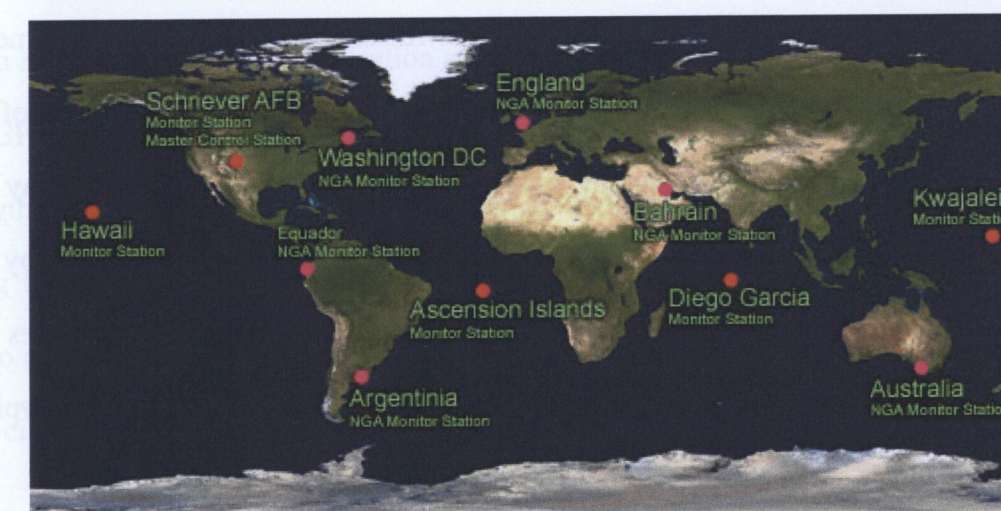 England
NGA Monitor Station
Schnever AFB
Monitor Station
Master Control Station
Washington DC
NGA Monitor Station
Kwajalei
Monitor Statio
Hawaii
Monitor Station
Bahrain
NGA Monitor Station
Equador
NGA Monitor Station
Ascension Islands
Monitor Station
Diego Garcia
Monitor Station
Argentinia
NGA Monitor Station
Australia
NGA Monitor Statio